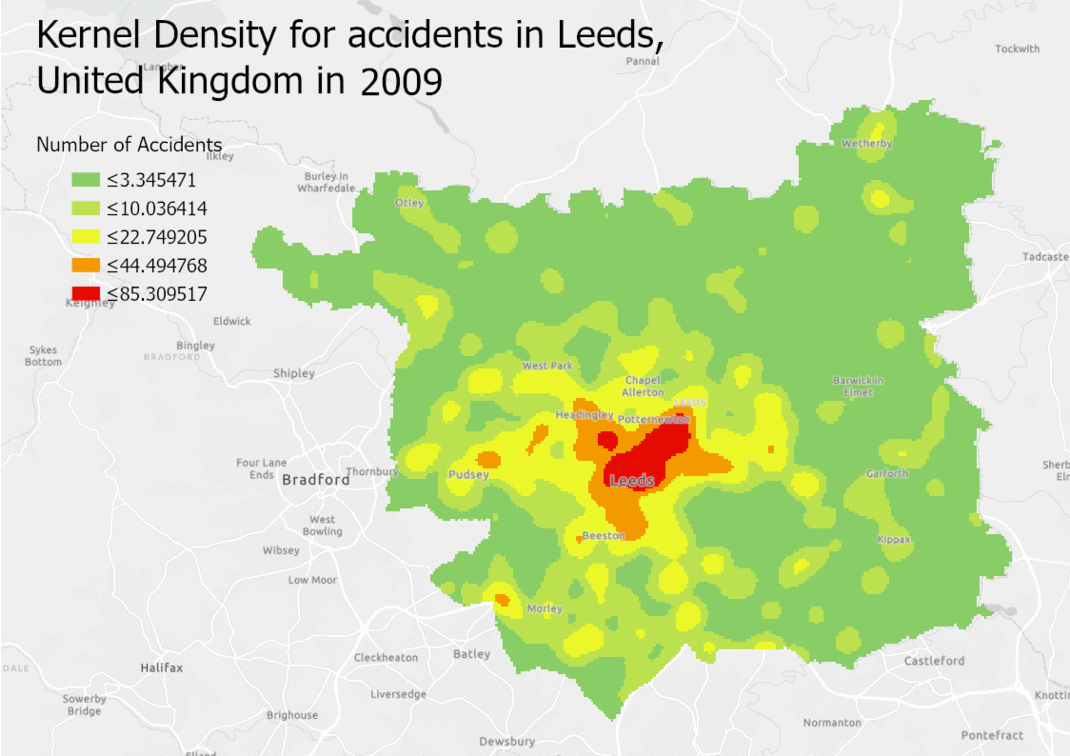 Kernel Density for accidents in Leeds,
United Kingdom in 2009
Number of Accidents
≤3.345471
≤10.036414
≤22.749205
≤44.494768
≤85.309517
Tockwith
Pannal
Wetherby
Ilkley
Burley in
Wharfedale
Otley
Tadcaste
Keighley
Eldwick
Sykes
Bottom
Bingley
BRADFORD
Shipley
West Park
Chapel
Allerton
LEEDS
Barwick in
Elmet
Headingley
Potternewton
Four Lane
Ends
Thornbury
Bradford
Pudsey
Leeds
Garforth
Sherb
Elm
West
Bowling
Beeston
Kippax
Wibsey
Low Moor
Morley
Cleckheaton
Batley
Castleford
DALE
Halifax
Sowerby
Bridge
Liversedge
Knottin
Brighouse
Normanton
Dewsbury
Pontefract